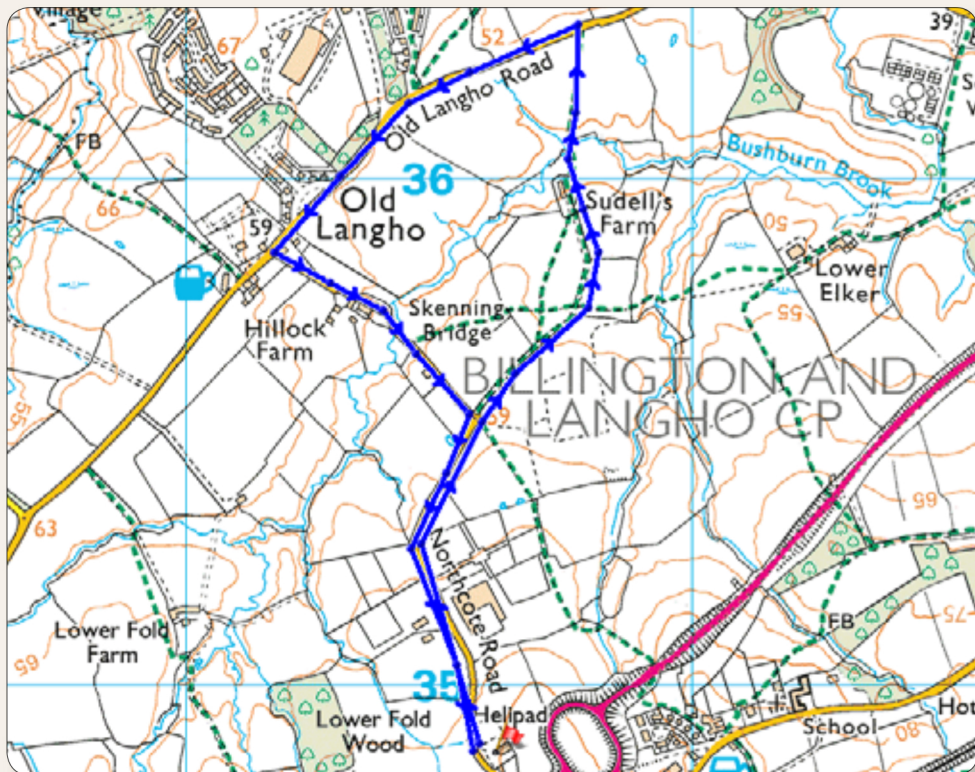 Village
67
52
39
Old Langho Road
FB
36
Bushburn Brook
66
Old
Langho
59
Sudell's
Farm
50
Lower
Elker
55
Skenning
Bridge
Hillock
Farm
55
BILLINGTON AND
LANGHO CP
59
63
65
Northcote Road
Lower Fold
Farm
65
FB
75
35
Helipad
Lower Fold
Wood
School
80
Hot